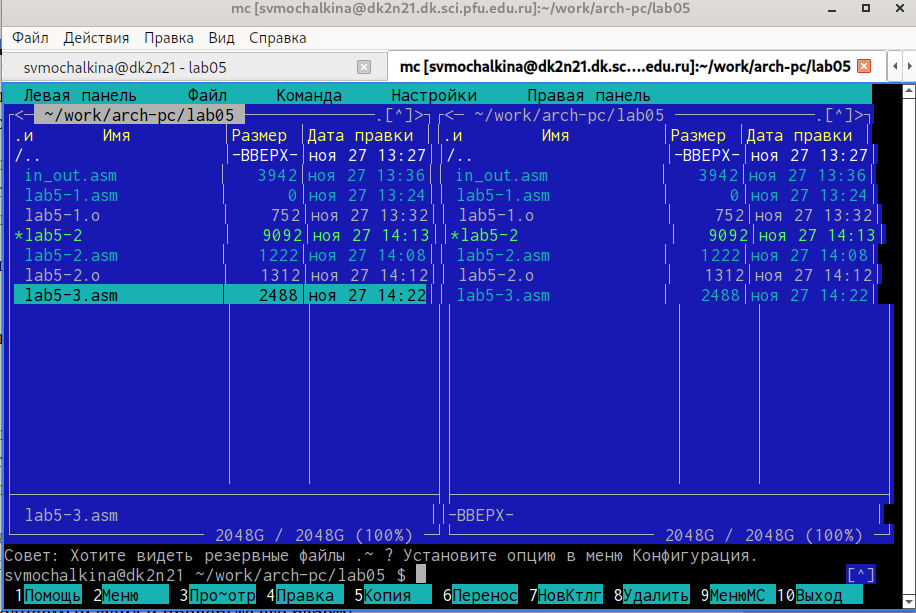 mc [svmochalkina@dk2n21.dk.sci.pfu.edu.ru]:~/work/arch-pc/lab05
Файл Действия Правка Вид Справка
svmochalkina@dk2n21 - lab05 mc [svmochalkina@dk2n21.dk.sc....edu.ru]:~/work/arch-pc/lab05
Левая панель Файл Команда Настройки Правая панель
<─ ~/work/arch-pc/lab05 ─.[^]>┐ <─ ~/work/arch-pc/lab05 ─.[^]>┐
.и Имя Размер Дата правки .и Имя Размер Дата правки
/.. -ВВЕРХ- ноя 27 13:27 /.. -ВВЕРХ- ноя 27 13:27
in_out.asm 3942 ноя 27 13:36 in_out.asm 3942 ноя 27 13:36
lab5-1.asm 0 ноя 27 13:24 lab5-1.asm 0 ноя 27 13:24
lab5-1.o 752 ноя 27 13:32 lab5-1.o 752 ноя 27 13:32
*lab5-2 9092 ноя 27 14:13 *lab5-2 9092 ноя 27 14:13
lab5-2.asm 1222 ноя 27 14:08 lab5-2.asm 1222 ноя 27 14:08
lab5-2.o 1312 ноя 27 14:12 lab5-2.o 1312 ноя 27 14:12
lab5-3.asm 2488 ноя 27 14:22 lab5-3.asm 2488 ноя 27 14:22
lab5-3.asm -ВВЕРХ-
2048G / 2048G (100%) 2048G / 2048G (100%)
Совет: Хотите видеть резервные файлы .~ ? Установите опцию в меню Конфигурация.
svmochalkina@dk2n21 ~/work/arch-pc/lab05 $ [^]
1Помощь 2Меню 3Про~отр 4Правка 5Копия 6Перенос 7НовКтлг 8Удалить 9МенюMC 10Выход